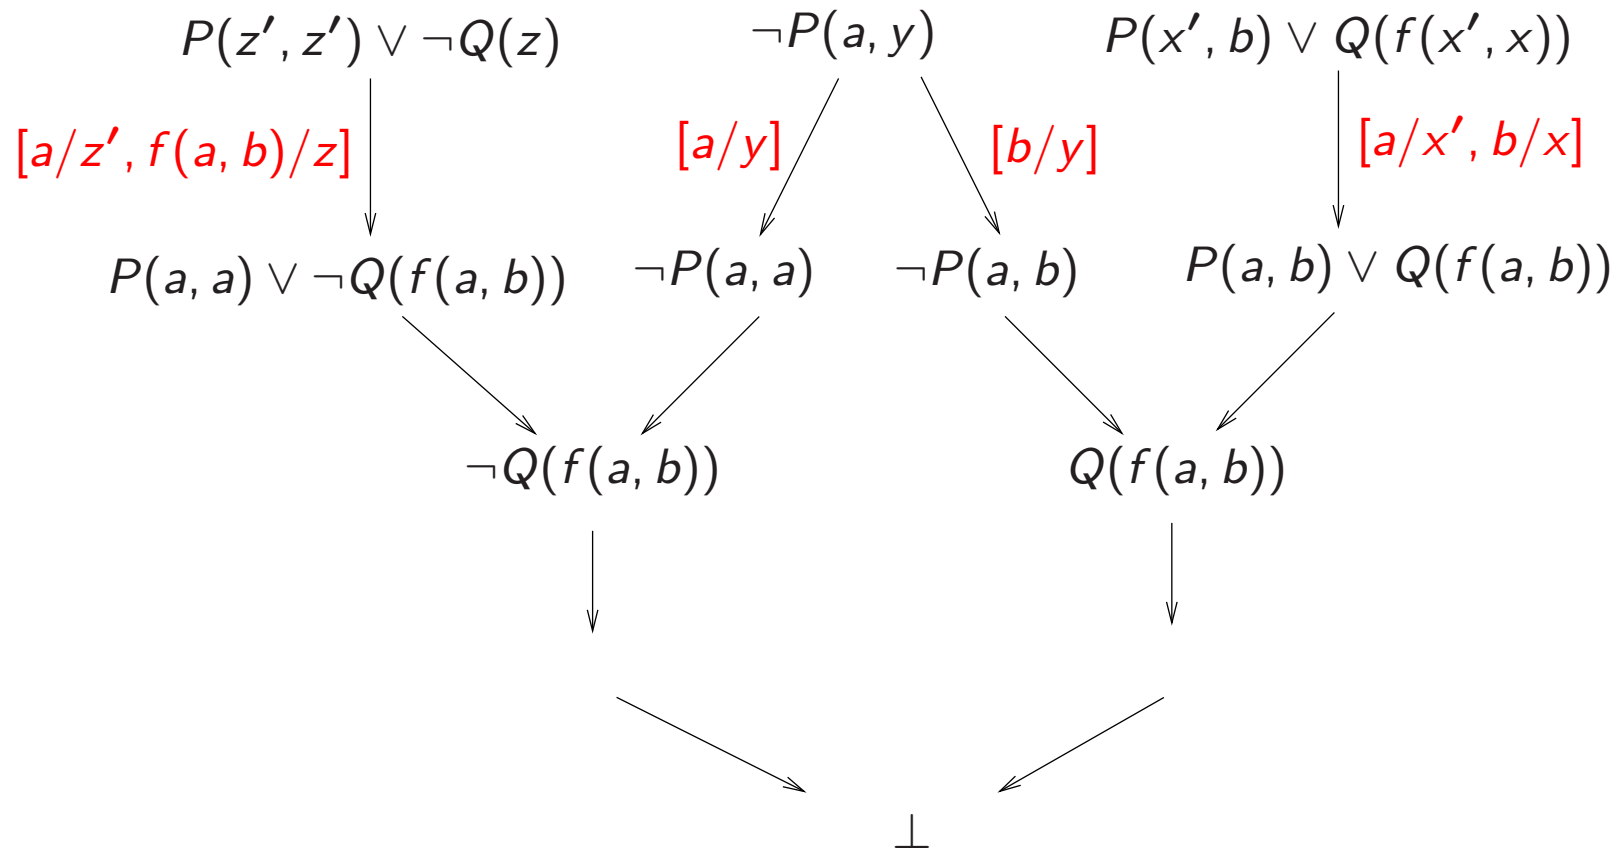 P(z′, z′) ∨ ¬Q(z) ¬P(a, y) P(x′, b) ∨ Q(f(x′, x))
[a/z′, f(a, b)/z] [a/y] [b/y] [a/x′, b/x]
P(a, a) ∨ ¬Q(f(a, b)) ¬P(a, a) ¬P(a, b) P(a, b) ∨ Q(f(a, b))
¬Q(f(a, b)) Q(f(a, b))
⊥